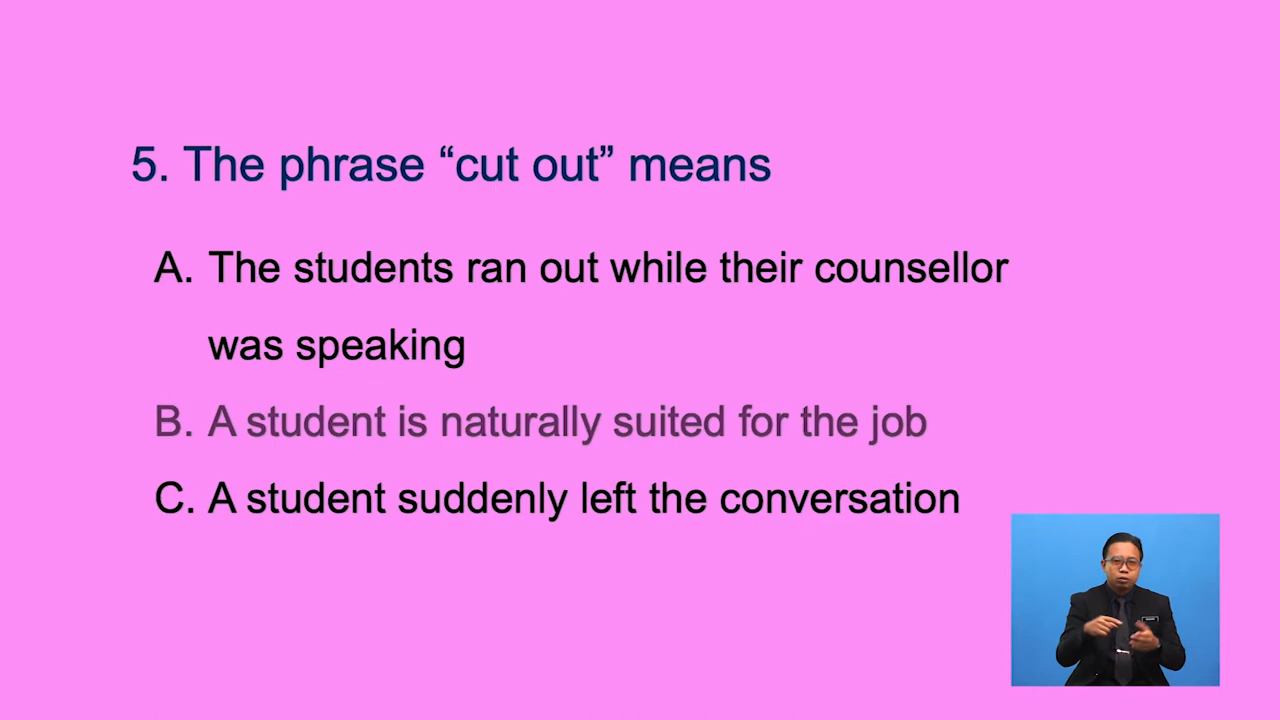 5. The phrase “cut out” means
A. The students ran out while their counsellor
was speaking
B. A student is naturally suited for the job
C. A student suddenly left the conversation